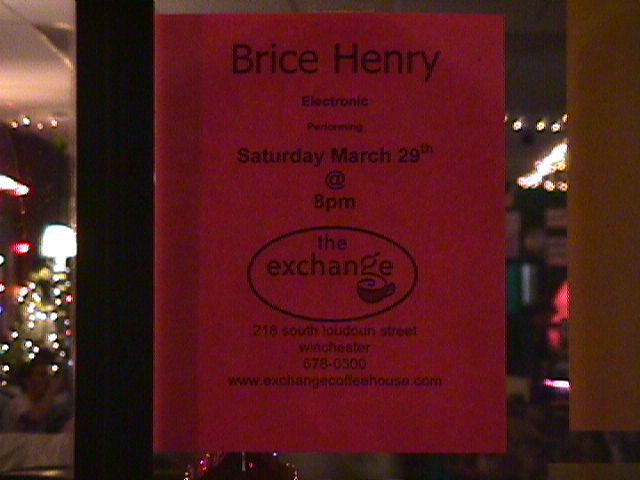 Brice Henry
Electronic
Performing
Saturday March 29th
@
8pm
the
exchange
218 south loudoun street
winchester
678-0300
www.exchangecoffeehouse.com